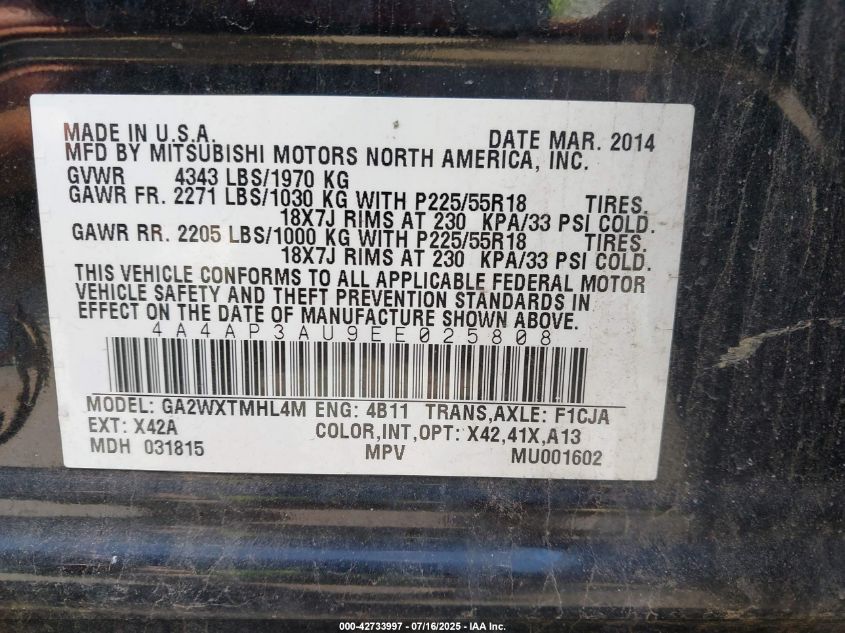 MADE IN U.S.A. DATE MAR. 2014
MFD BY MITSUBISHI MOTORS NORTH AMERICA, INC.
GVWR 4343 LBS/1970 KG
GAWR FR. 2271 LBS/1030 KG WITH P225/55R18 TIRES,
18X7J RIMS AT 230 KPA/33 PSI COLD.
GAWR RR. 2205 LBS/1000 KG WITH P225/55R18 TIRES.
18X7J RIMS AT 230 KPA/33 PSI COLD.
THIS VEHICLE CONFORMS TO ALL APPLICABLE FEDERAL MOTOR
VEHICLE SAFETY AND THEFT PREVENTION STANDARDS IN
EFFECT ON THE DATE OF MANUFACTURE SHOWN ABOVE.
4A4AP3AU9EE025808
MODEL: GA2WXTMHL4M ENG: 4B11 TRANS,AXLE: F1CJA
EXT: X42A COLOR,INT,OPT: X42,41X,A13
MDH 031815 MPV MU001602
000-42733997 - 07/16/2025 - IAA Inc.